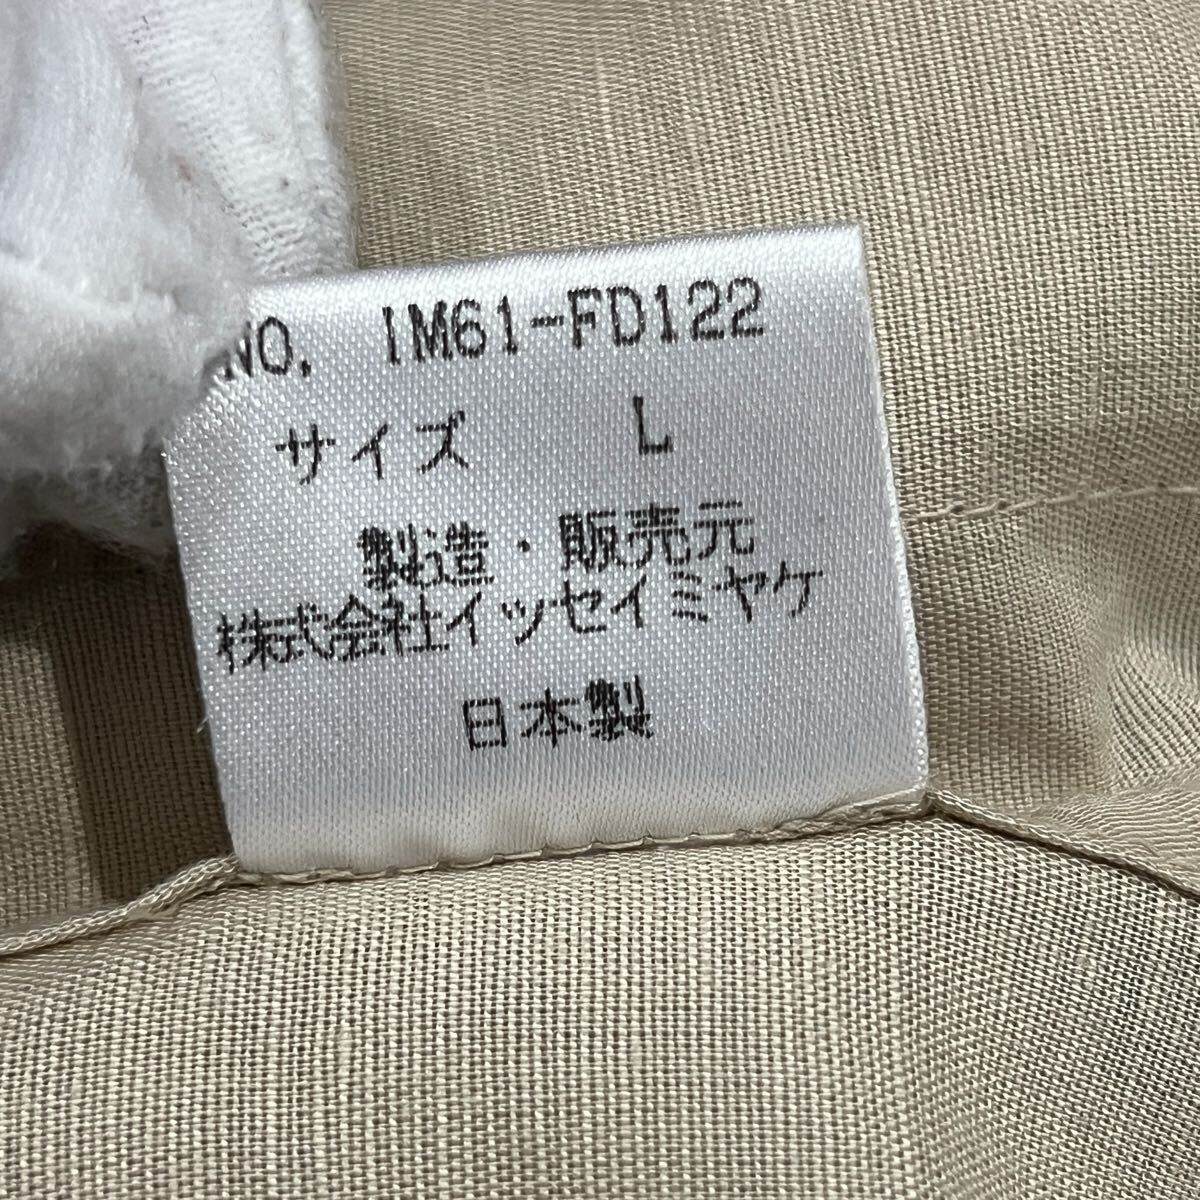 NO. IM61-FD122
サイズ L
製造・販売元
株式会社イッセイミヤケ
日本製